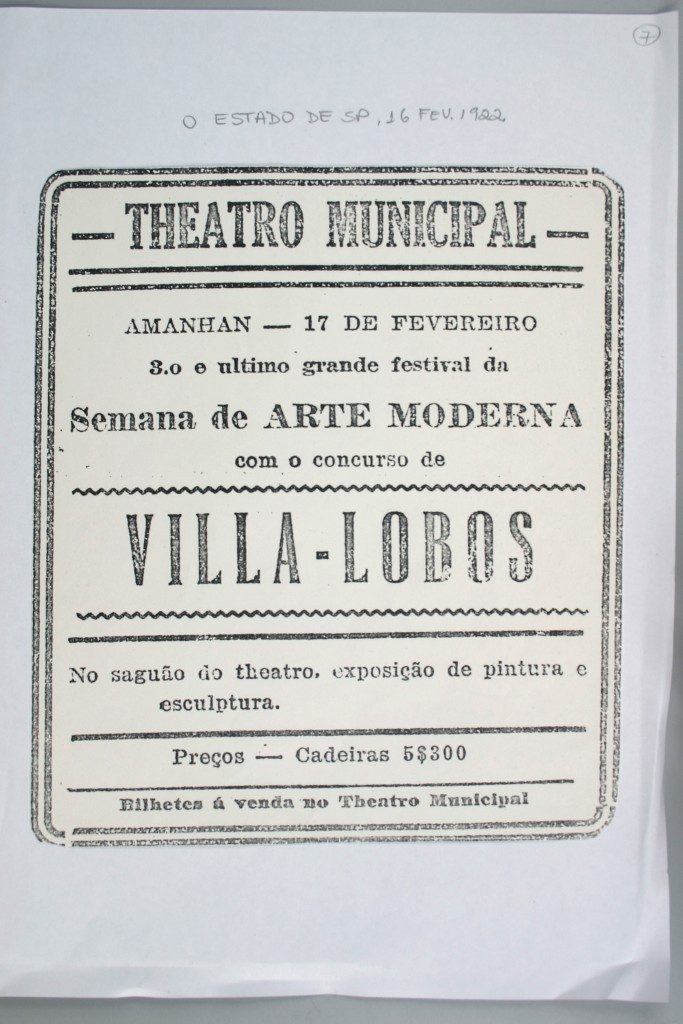 7
O ESTADO DE SP, 16 FEV. 1922
— THEATRO MUNICIPAL —
AMANHAN — 17 DE FEVEREIRO
3.o e ultimo grande festival da
Semana de ARTE MODERNA
com o concurso de
VILLA-LOBOS
No saguão do theatro, exposição de pintura e
esculptura.
Preços — Cadeiras 5$300
Bilhetes á venda no Theatro Municipal